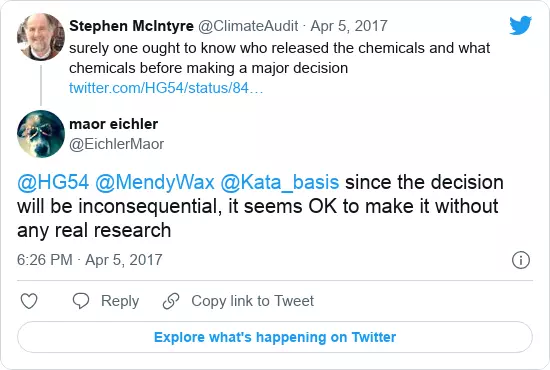 Stephen McIntyre @ClimateAudit · Apr 5, 2017
surely one ought to know who released the chemicals and what
chemicals before making a major decision
twitter.com/HG54/status/84…
maor eichler
@EichlerMaor
@HG54 @MendyWax @Kata_basis since the decision
will be inconsequential, it seems OK to make it without
any real research
6:26 PM · Apr 5, 2017
Reply
Copy link to Tweet
Explore what's happening on Twitter